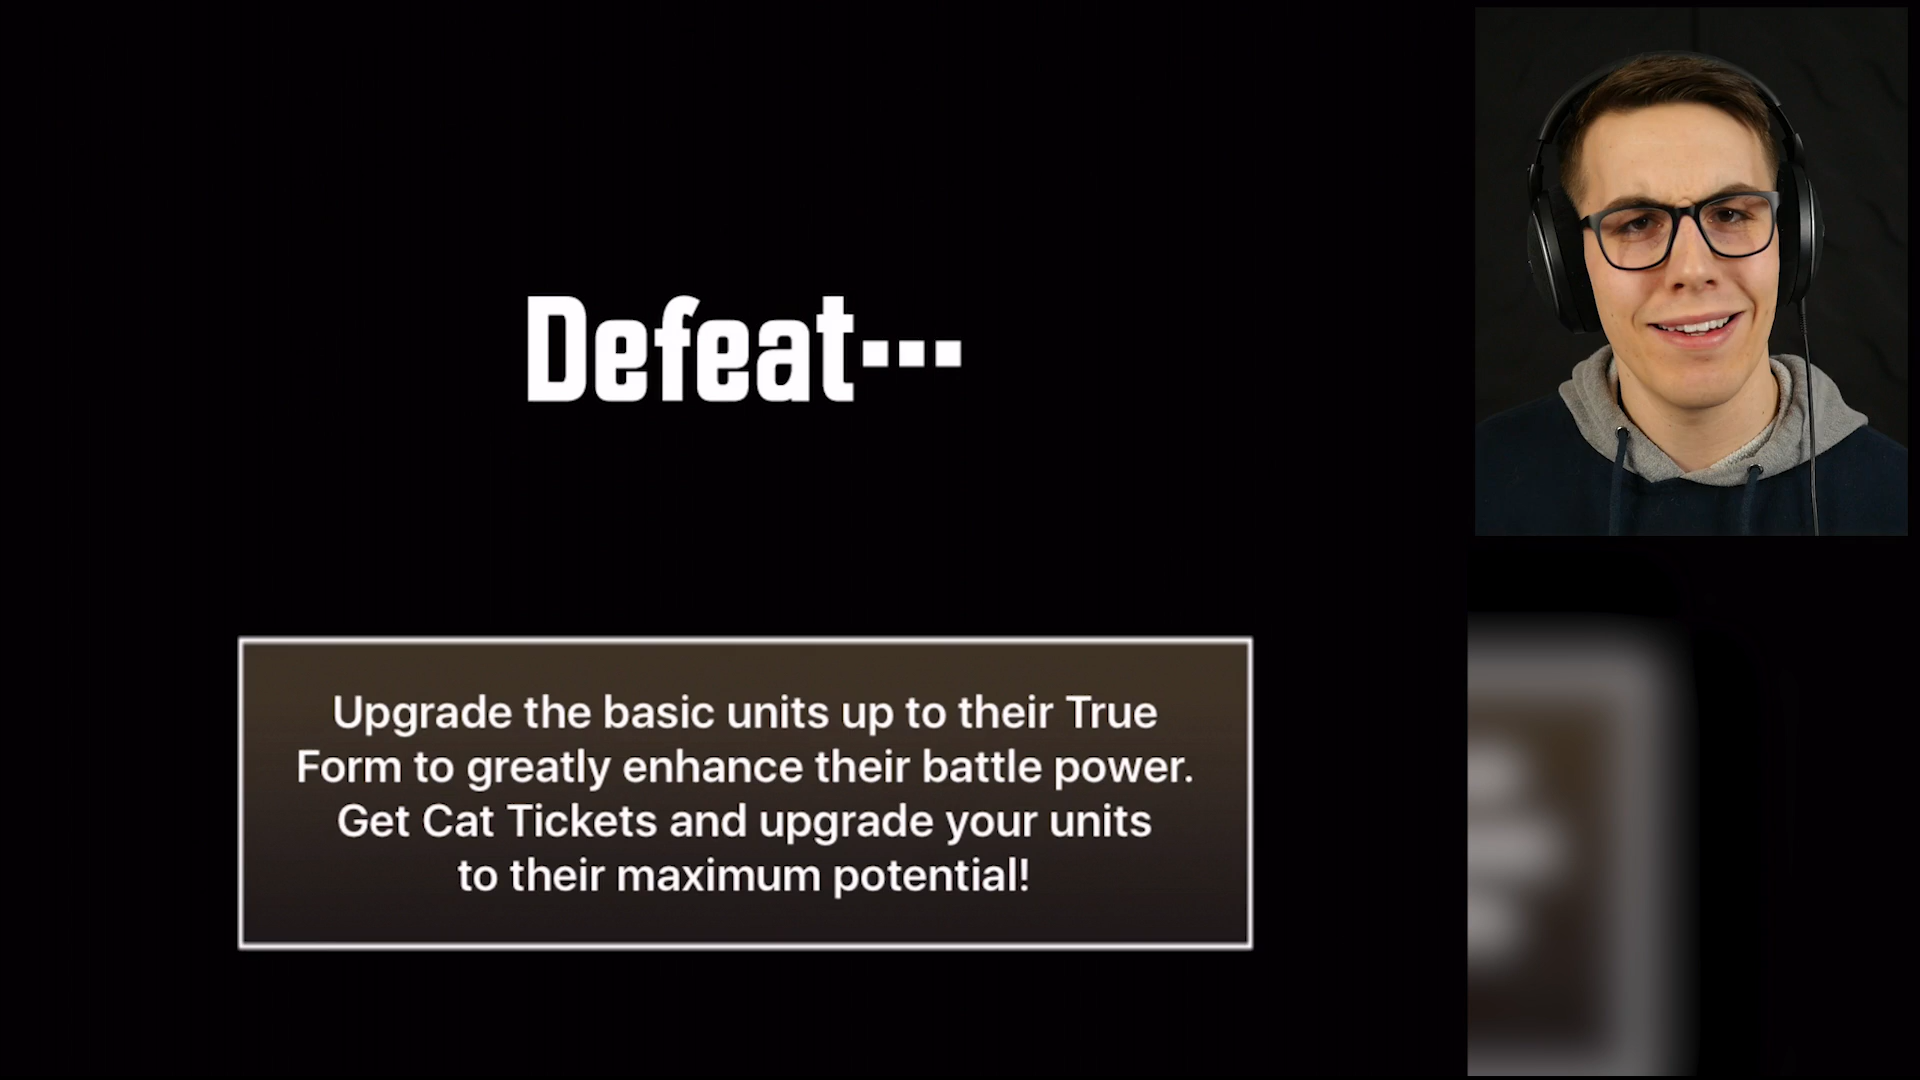 Defeat...
Upgrade the basic units up to their True
Form to greatly enhance their battle power.
Get Cat Tickets and upgrade your units
to their maximum potential!